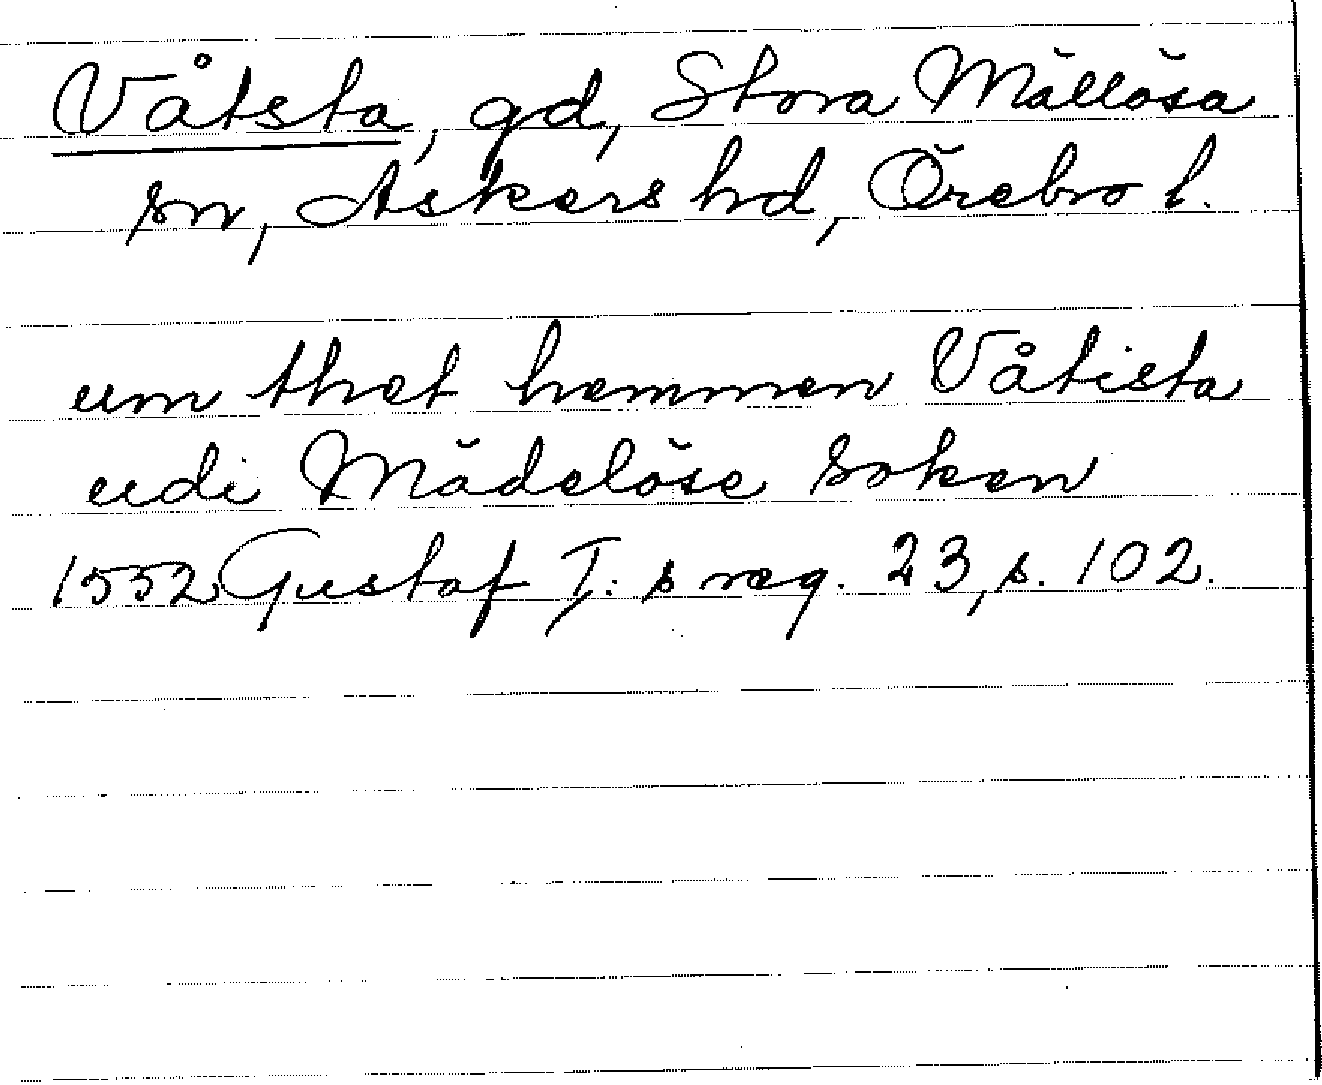 Våtsta, gd, Stora Mällösa
sn, Askers hd, Örebro l.
um thet hemmen Våtista
udi Mädelöse soken
1552 Gustaf I: s reg. 23, s. 102.